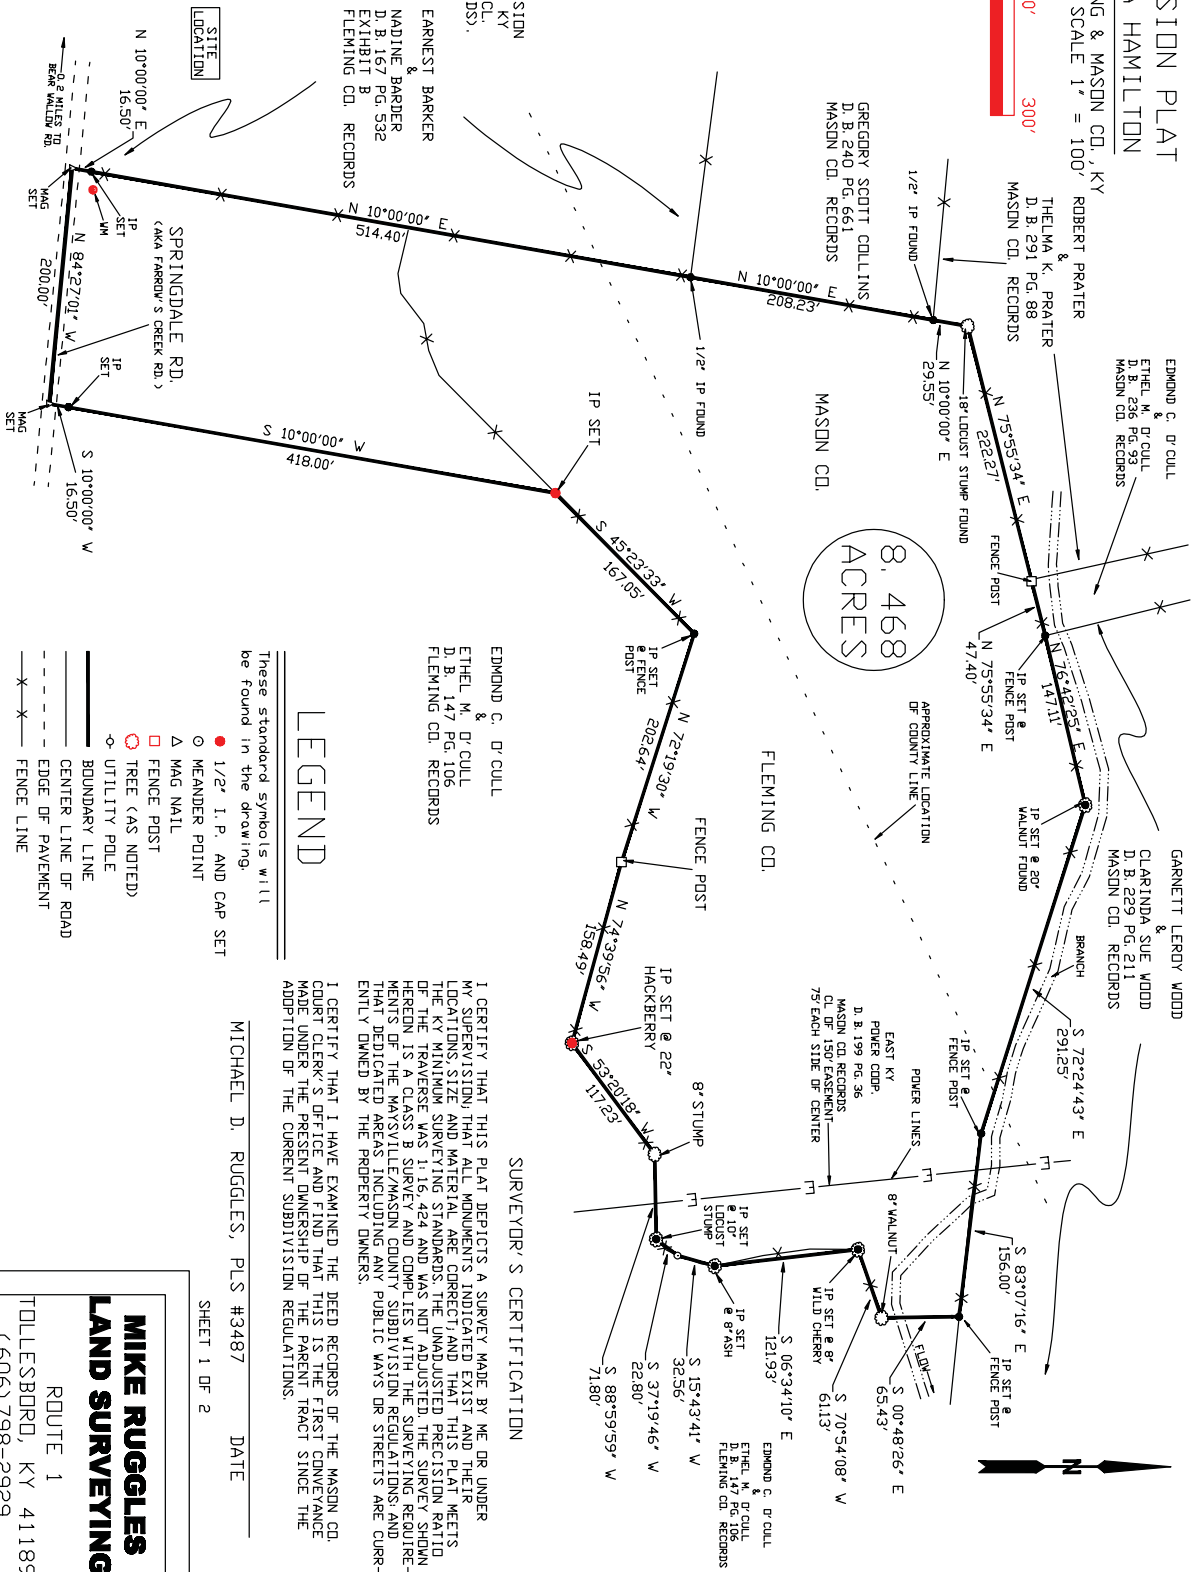 SION PLAT
A HAMILTON
NG & MASON CO., KY
SCALE 1" = 100'
0'
300'
SION
KY
CL.
DS).
ROBERT PRATER
&
THELMA K. PRATER
D. B. 291 PG. 88
MASON CO. RECORDS
EDMOND C. O'CULL
&
ETHEL M. O'CULL
D. B. 236 PG. 93
MASON CO. RECORDS
GARNETT LEROY WOOD
&
CLARINDA SUE WOOD
D. B. 229 PG. 211
MASON CO. RECORDS
GREGORY SCOTT COLLINS
D. B. 240 PG. 661
MASON CO. RECORDS
EARNEST BARKER
&
NADINE BARDER
D. B. 167 PG. 532
EXIHBIT B
FLEMING CO. RECORDS
SITE
LOCATION
N 10°00'00" E
16.50'
0.2 MILES TO
BEAR WALLOW RD.
MAG
SET
IP
SET
WM
N 84°27'01" W
200.00'
SPRINGDALE RD.
(AKA FARROW'S CREEK RD.)
IP
SET
MAG
SET
S 10°00'00" W
16.50'
N 10°00'00" E
514.40'
1/2" IP FOUND
N 10°00'00" E
208.23'
1/2" IP FOUND
N 10°00'00" E
29.55'
18" LOCUST STUMP FOUND
N 75°55'34" E
222.27'
FENCE POST
N 75°55'34" E
47.40'
IP SET @
FENCE POST
N 76°42'25" E
147.11'
IP SET @ 20"
WALNUT FOUND
BRANCH
S 72°24'43" E
291.25'
IP SET @
FENCE POST
S 83°07'16" E
156.00'
IP SET @
FENCE POST
FLOW
S 00°48'26" E
65.43'
8" WALNUT
S 70°54'08" W
61.13'
IP SET @ 8"
WILD CHERRY
S 06°34'10" E
121.93'
IP SET
@ 8" ASH
S 15°43'41" W
32.56'
S 37°19'46" W
22.80'
S 88°59'59" W
71.80'
IP SET
@ 10"
LOCUST
STUMP
8" STUMP
S 53°20'18" W
117.23'
IP SET @ 22"
HACKBERRY
N 74°39'56" W
158.49'
FENCE POST
N 72°19'30" W
202.64'
IP SET
@ FENCE
POST
S 45°23'33" W
167.05'
IP SET
S 10°00'00" W
418.00'
MASON CO.
8.468
ACRES
FLEMING CO.
APPROXIMATE LOCATION
OF COUNTY LINE
POWER LINES
EAST KY
POWER COOP.
D. B. 199 PG. 36
MASON CO. RECORDS
CL OF 150' EASEMENT
75' EACH SIDE OF CENTER
N
EDMOND C. O'CULL
&
ETHEL M. O'CULL
D. B. 147 PG. 106
FLEMING CO. RECORDS
EDMOND C. O'CULL
&
ETHEL M. O'CULL
D. B. 147 PG. 106
FLEMING CO. RECORDS
LEGEND
These standard symbols will
be found in the drawing.
1/2" I. P. AND CAP SET
MEANDER POINT
MAG NAIL
FENCE POST
TREE (AS NOTED)
UTILITY POLE
BOUNDARY LINE
CENTER LINE OF ROAD
EDGE OF PAVEMENT
FENCE LINE
SURVEYOR'S CERTIFICATION
I CERTIFY THAT THIS PLAT DEPICTS A SURVEY MADE BY ME OR UNDER
MY SUPERVISION; THAT ALL MONUMENTS INDICATED EXIST AND THEIR
LOCATIONS, SIZE AND MATERIAL ARE CORRECT; AND THAT THIS PLAT MEETS
THE KY MINIMUM SURVEYING STANDARDS. THE UNADJUSTED PRECISION RATIO
OF THE TRAVERSE WAS 1: 16,424 AND WAS NOT ADJUSTED. THE SURVEY SHOWN
HEREON IS A CLASS B SURVEY AND COMPLIES WITH THE SURVEYING REQUIRE-
MENTS OF THE MAYSVILLE/MASON COUNTY SUBDIVISION REGULATIONS; AND
THAT DEDICATED AREAS INCLUDING ANY PUBLIC WAYS OR STREETS ARE CURR-
ENTLY OWNED BY THE PROPERTY OWNERS.
I CERTIFY THAT I HAVE EXAMINED THE DEED RECORDS OF THE MASON CO.
COURT CLERK'S OFFICE AND FIND THAT THIS IS THE FIRST CONVEYANCE
MADE UNDER THE PRESENT OWNERSHIP OF THE PARENT TRACT SINCE THE
ADOPTION OF THE CURRENT SUBDIVISION REGULATIONS.
MICHAEL D. RUGGLES, PLS #3487 DATE
SHEET 1 OF 2
MIKE RUGGLES
LAND SURVEYING
ROUTE 1
TOLLESBORO, KY 41189
(606) 798-2929